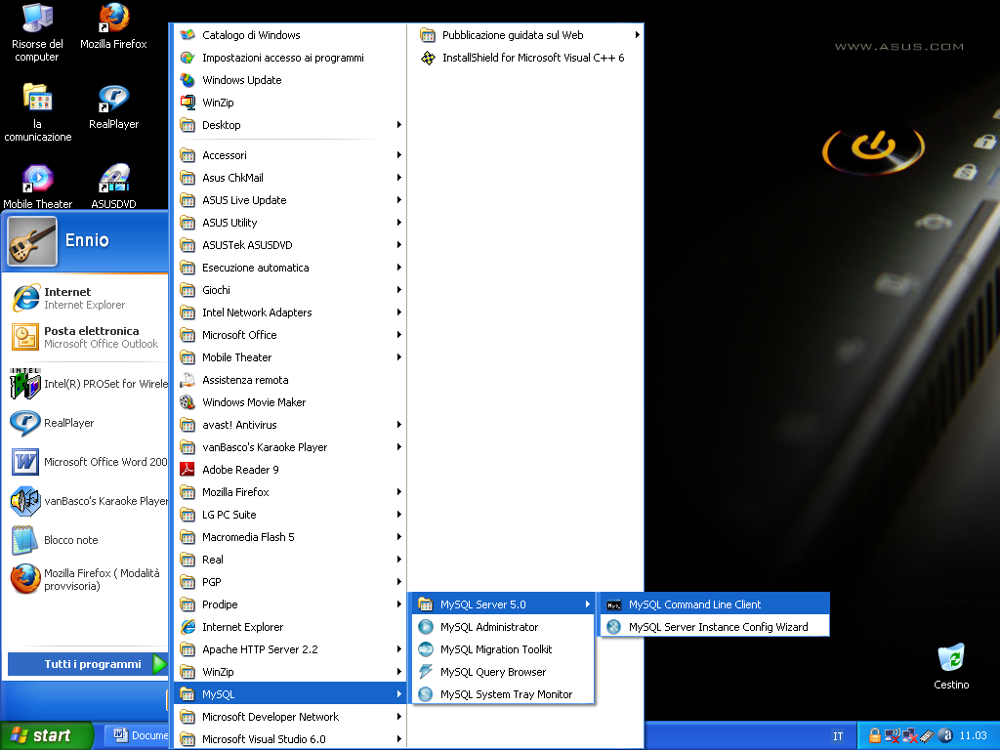 Risorse del
computer
Mozilla Firefox
la
comunicazione
RealPlayer
Mobile Theater
ASUSDVD
WWW.ASUS.COM
Ennio
Internet
Internet Explorer
Posta elettronica
Microsoft Office Outlook
INTEL
Intel(R) PROSet for Wirele
RealPlayer
Microsoft Office Word 200
vanBasco's Karaoke Player
Blocco note
Mozilla Firefox ( Modalità
provvisoria)
Tutti i programmi
Catalogo di Windows
Impostazioni accesso ai programmi
Windows Update
WinZip
Desktop
Accessori
Asus ChkMail
ASUS Live Update
ASUS Utility
ASUSTek ASUSDVD
Esecuzione automatica
Giochi
Intel Network Adapters
Microsoft Office
Mobile Theater
Assistenza remota
Windows Movie Maker
avast! Antivirus
vanBasco's Karaoke Player
Adobe Reader 9
Mozilla Firefox
LG PC Suite
Macromedia Flash 5
Real
PGP
Prodipe
Internet Explorer
Apache HTTP Server 2.2
WinZip
MySQL
Microsoft Developer Network
Microsoft Visual Studio 6.0
Pubblicazione guidata sul Web
InstallShield for Microsoft Visual C++ 6
MySQL Server 5.0
MySQL Administrator
MySQL Migration Toolkit
MySQL Query Browser
MySQL System Tray Monitor
MySQL Command Line Client
MySQL Server Instance Config Wizard
Cestino
start
Docume
IT
11.03